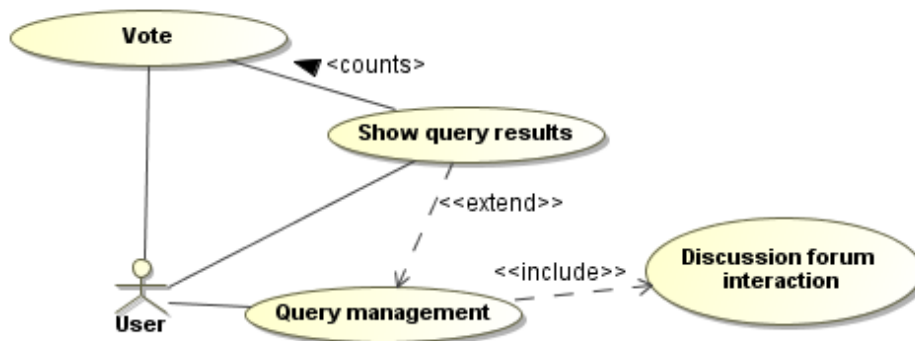 Vote
<counts>
Show query results
<<extend>>
Discussion forum
interaction
<<include>>
Query management
User